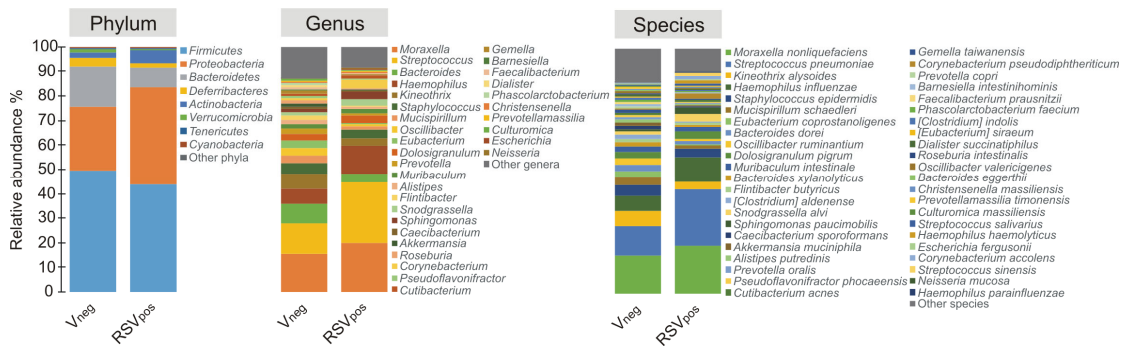 Phylum
Genus
Species
Relative abundance %
100
90
80
70
60
50
40
30
20
10
0
Vneg
RSVpos
Firmicutes
Proteobacteria
Bacteroidetes
Deferribacteres
Actinobacteria
Verrucomicrobia
Tenericutes
Cyanobacteria
Other phyla
Vneg
RSVpos
Moraxella
Streptococcus
Bacteroides
Haemophilus
Kineothrix
Staphylococcus
Mucispirillum
Oscillibacter
Eubacterium
Dolosigranulum
Prevotella
Muribaculum
Alistipes
Flintibacter
Snodgrassella
Sphingomonas
Caecibacterium
Akkermansia
Roseburia
Corynebacterium
Pseudoflavonifractor
Cutibacterium
Gemella
Barnesiella
Faecalibacterium
Dialister
Phascolarctobacterium
Christensenella
Prevotellamassilia
Culturomica
Escherichia
Neisseria
Other genera
Vneg
RSVpos
Moraxella nonliquefaciens
Streptococcus pneumoniae
Kineothrix alysoides
Haemophilus influenzae
Staphylococcus epidermidis
Mucispirillum schaedleri
Eubacterium coprostanoligenes
Bacteroides dorei
Oscillibacter ruminantium
Dolosigranulum pigrum
Muribaculum intestinale
Bacteroides xylanolyticus
Flintibacter butyricus
[Clostridium] aldenense
Snodgrassella alvi
Sphingomonas paucimobilis
Caecibacterium sporoformans
Akkermansia muciniphila
Alistipes putredinis
Prevotella oralis
Pseudoflavonifractor phocaeensis
Cutibacterium acnes
Gemella taiwanensis
Corynebacterium pseudodiphtheriticum
Prevotella copri
Barnesiella intestinihominis
Faecalibacterium prausnitzii
Phascolarctobacterium faecium
[Clostridium] indolis
[Eubacterium] siraeum
Dialister succinatiphilus
Roseburia intestinalis
Oscillibacter valericigenes
Bacteroides eggerthii
Christensenella massiliensis
Prevotellamassilia timonensis
Culturomica massiliensis
Streptococcus salivarius
Haemophilus haemolyticus
Escherichia fergusonii
Corynebacterium accolens
Streptococcus sinensis
Neisseria mucosa
Haemophilus parainfluenzae
Other species